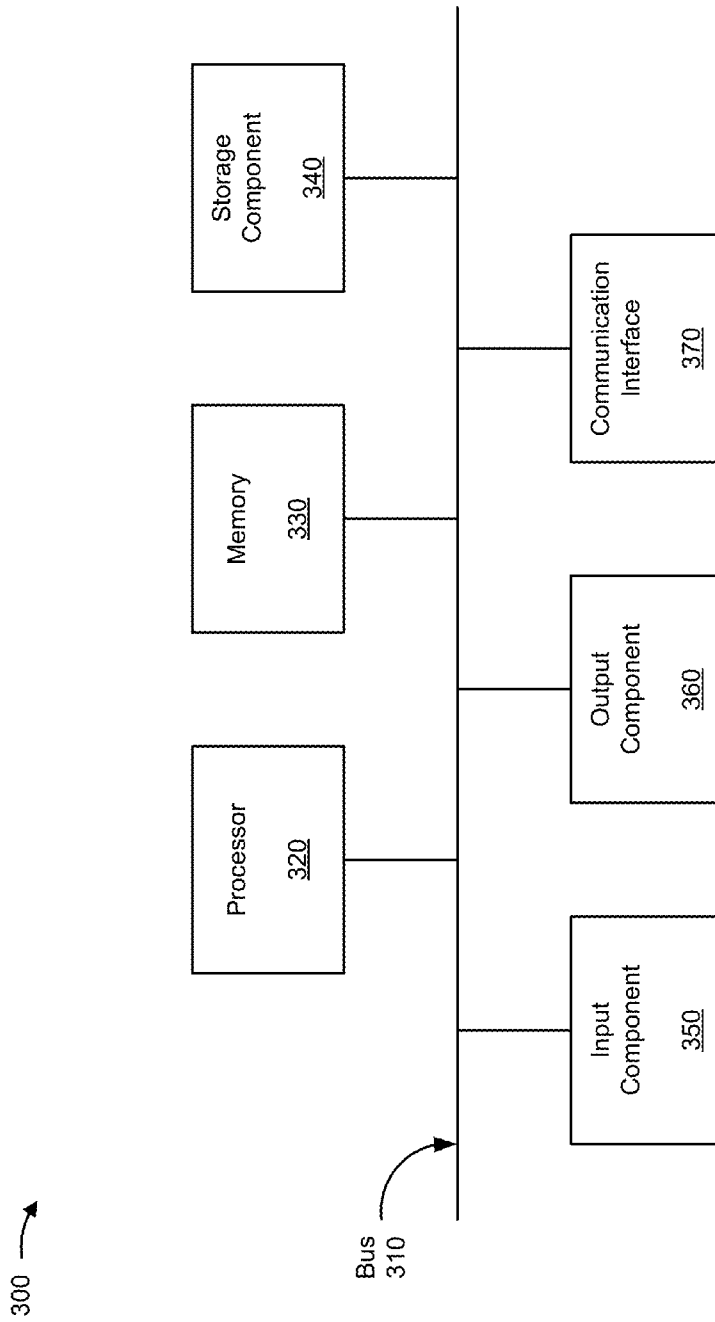 300
Bus
310
Processor
320
Memory
330
Storage
Component
340
Input
Component
350
Output
Component
360
Communication
Interface
370